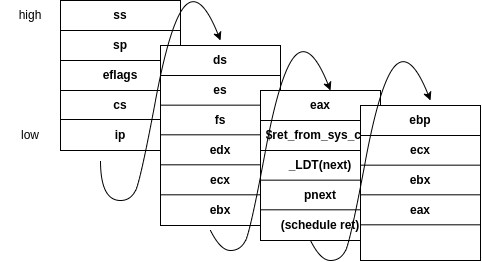 high
ss
sp
eflags
cs
low
ip
ds
es
fs
edx
ecx
ebx
eax
$ret_from_sys_c
_LDT(next)
pnext
(schedule ret)
ebp
ecx
ebx
eax